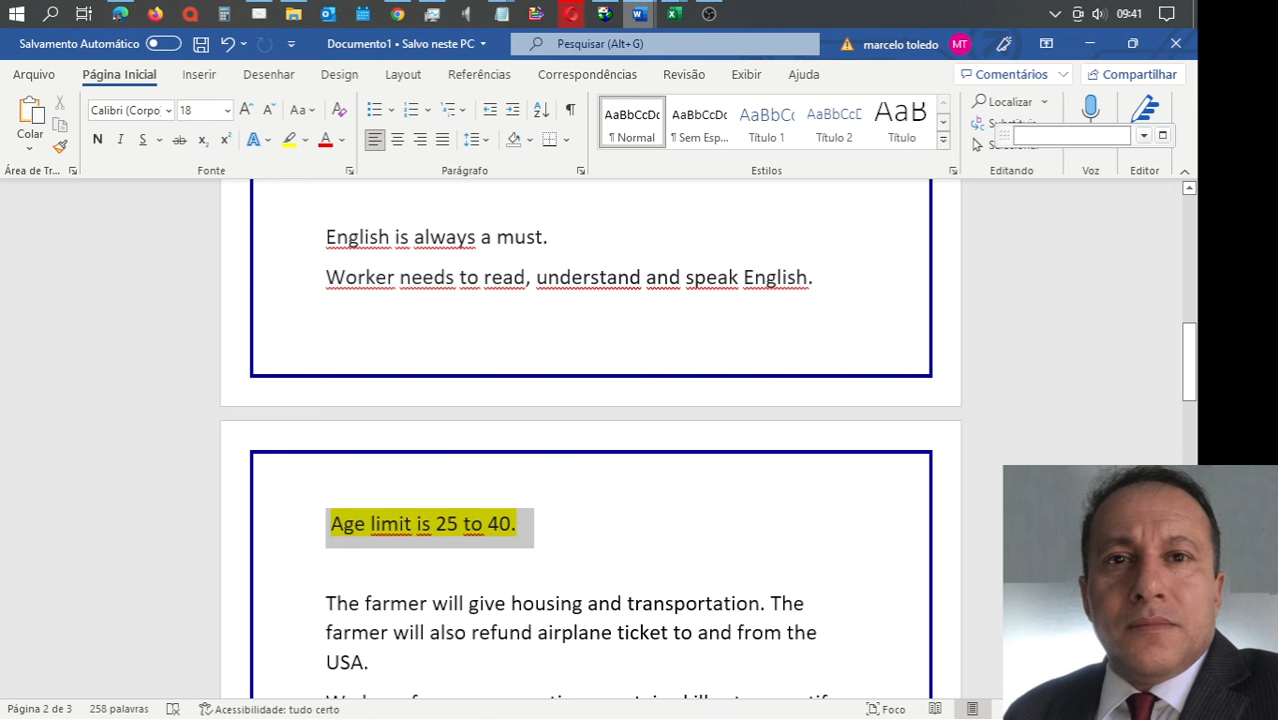 09:41
Salvamento Automático
Documento1 • Salvo neste PC
Pesquisar (Alt+G)
marcelo toledo
MT
Arquivo
Página Inicial
Inserir
Desenhar
Design
Layout
Referências
Correspondências
Revisão
Exibir
Ajuda
Comentários
Compartilhar
Colar
Calibri (Corpo
18
Aa
N I S ab x₂ x²
AaBbCcDc
AaBbCcDc
AaBbCc
AaBbCcD
AaB
¶ Normal
¶ Sem Esp...
Título 1
Título 2
Título
Localizar
Área de Tr...
Fonte
Parágrafo
Estilos
Editando
Voz
Editor
English is always a must.
Worker needs to read, understand and speak English.
Age limit is 25 to 40.
The farmer will give housing and transportation. The
farmer will also refund airplane ticket to and from the
USA.
Página 2 de 3
258 palavras
Acessibilidade: tudo certo
Foco